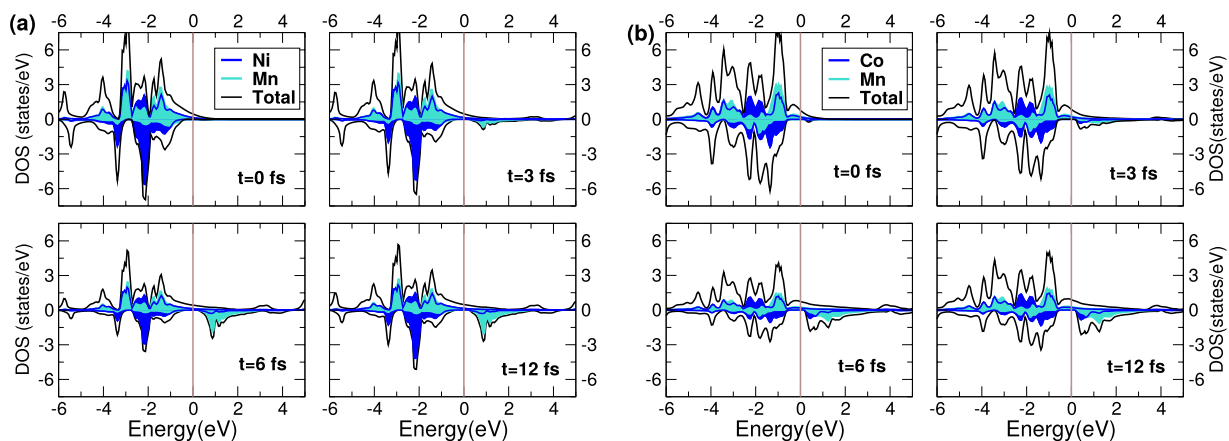 -6 -4 -2 0 2 4 -6 -4 -2 0 2 4
(a)
6
3
0
-3
-6
DOS (states/eV)
Ni
Mn
Total
t=0 fs
t=3 fs
6
3
0
-3
-6
DOS (states/eV)
t=6 fs
t=12 fs
-6 -4 -2 0 2 4 -6 -4 -2 0 2 4
Energy(eV) Energy(eV)
-6 -4 -2 0 2 4 -6 -4 -2 0 2 4
(b)
Co
Mn
Total
t=0 fs
t=3 fs
6
3
0
-3
-6
DOS(states/eV)
t=6 fs
t=12 fs
6
3
0
-3
-6
DOS(states/eV)
-6 -4 -2 0 2 4 -6 -4 -2 0 2 4
Energy(eV) Energy(eV)